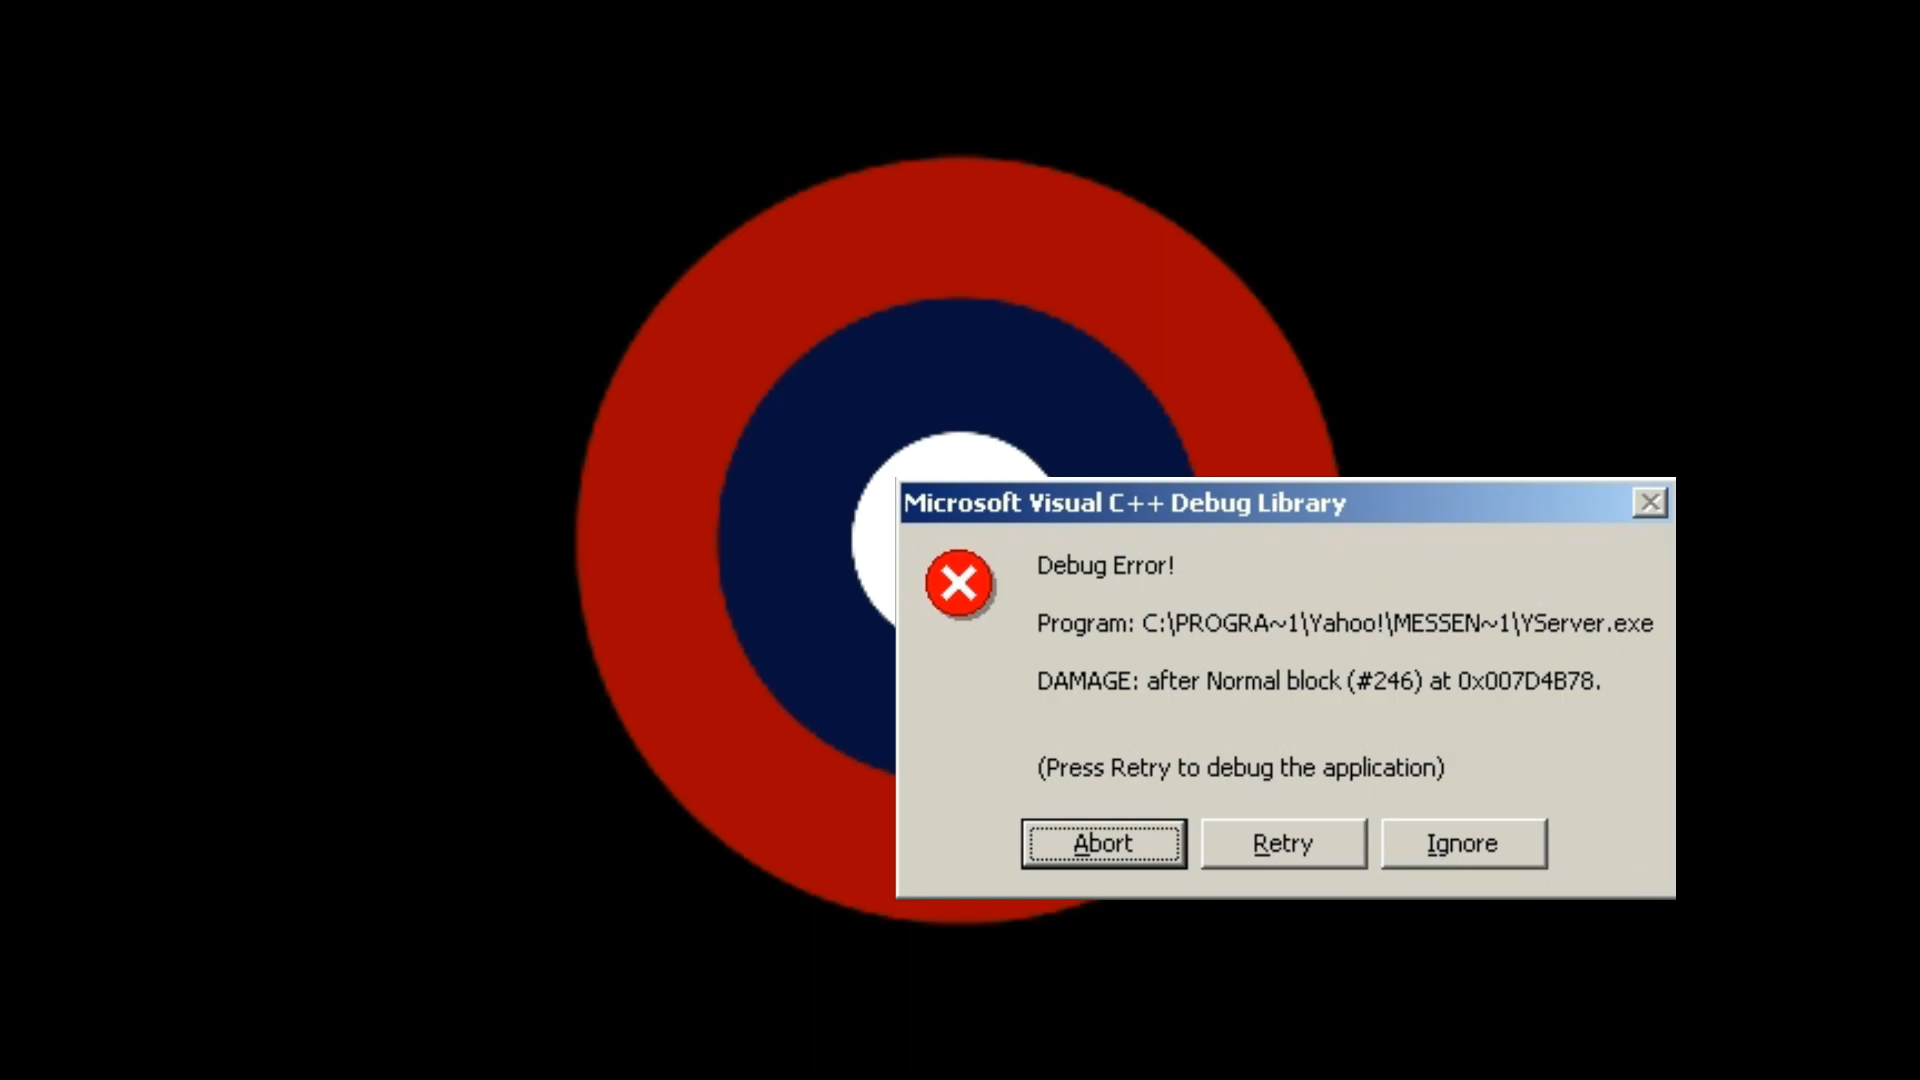 Microsoft Visual C++ Debug Library
Debug Error!
Program: C:\PROGRA~1\Yahoo!\MESSEN~1\YServer.exe
DAMAGE: after Normal block (#246) at 0x007D4B78.
(Press Retry to debug the application)
Abort Retry Ignore